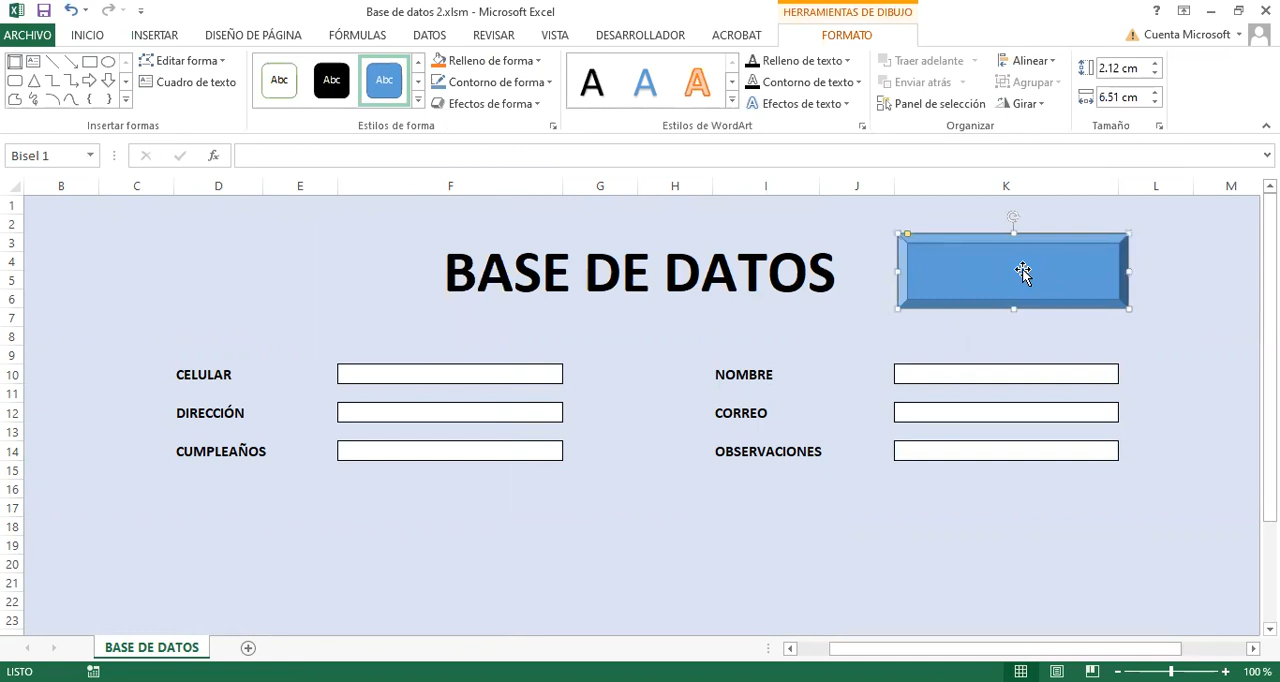 Base de datos 2.xlsm - Microsoft Excel
HERRAMIENTAS DE DIBUJO
?
ARCHIVO INICIO INSERTAR DISEÑO DE PÁGINA FÓRMULAS DATOS REVISAR VISTA DESARROLLADOR ACROBAT FORMATO Cuenta Microsoft
Editar forma Abc Abc Abc Relleno de forma A A A Relleno de texto Traer adelante Alinear 2.12 cm
Cuadro de texto Contorno de forma Contorno de texto Enviar atrás Agrupar 6.51 cm
Efectos de forma Efectos de texto Panel de selección Girar
Insertar formas Estilos de forma Estilos de WordArt Organizar Tamaño
Bisel 1 fx
B C D E F G H I J K L M
1
2
3
4
BASE DE DATOS
5
6
7
8
9
10 CELULAR NOMBRE
11
12 DIRECCIÓN CORREO
13
14 CUMPLEAÑOS OBSERVACIONES
15
16
17
18
19
20
21
22
23
BASE DE DATOS
LISTO 100 %